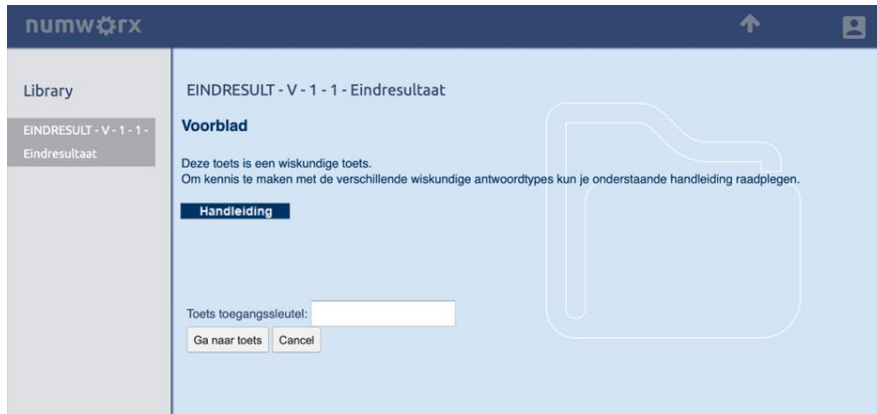 numworx
Library
EINDRESULT - V - 1 - 1 -
Eindresultaat
EINDRESULT - V - 1 - 1 - Eindresultaat
Voorblad
Deze toets is een wiskundige toets.
Om kennis te maken met de verschillende wiskundige antwoordtypes kun je onderstaande handleiding raadplegen.
Handleiding
Toets toegangssleutel:
Ga naar toets Cancel